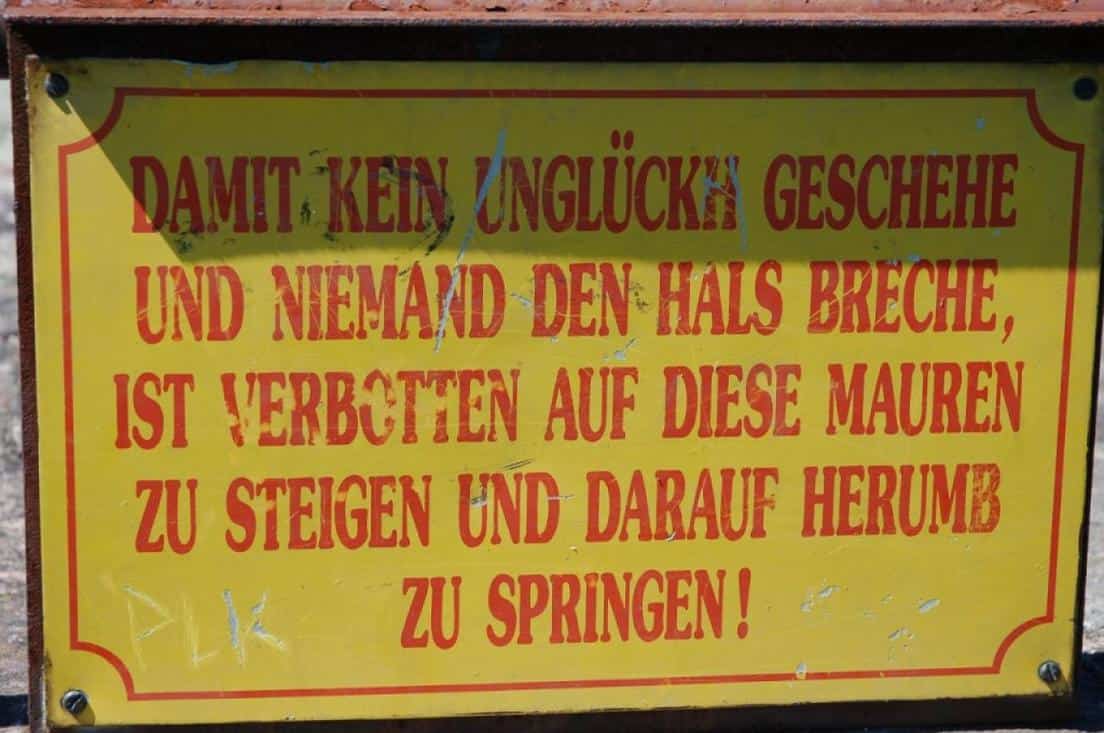 DAMIT KEIN UNGLÜCKH GESCHEHE
UND NIEMAND DEN HALS BRECHE,
IST VERBOTTEN AUF DIESE MAUREN
ZU STEIGEN UND DARAUF HERUMB
ZU SPRINGEN!
PLK